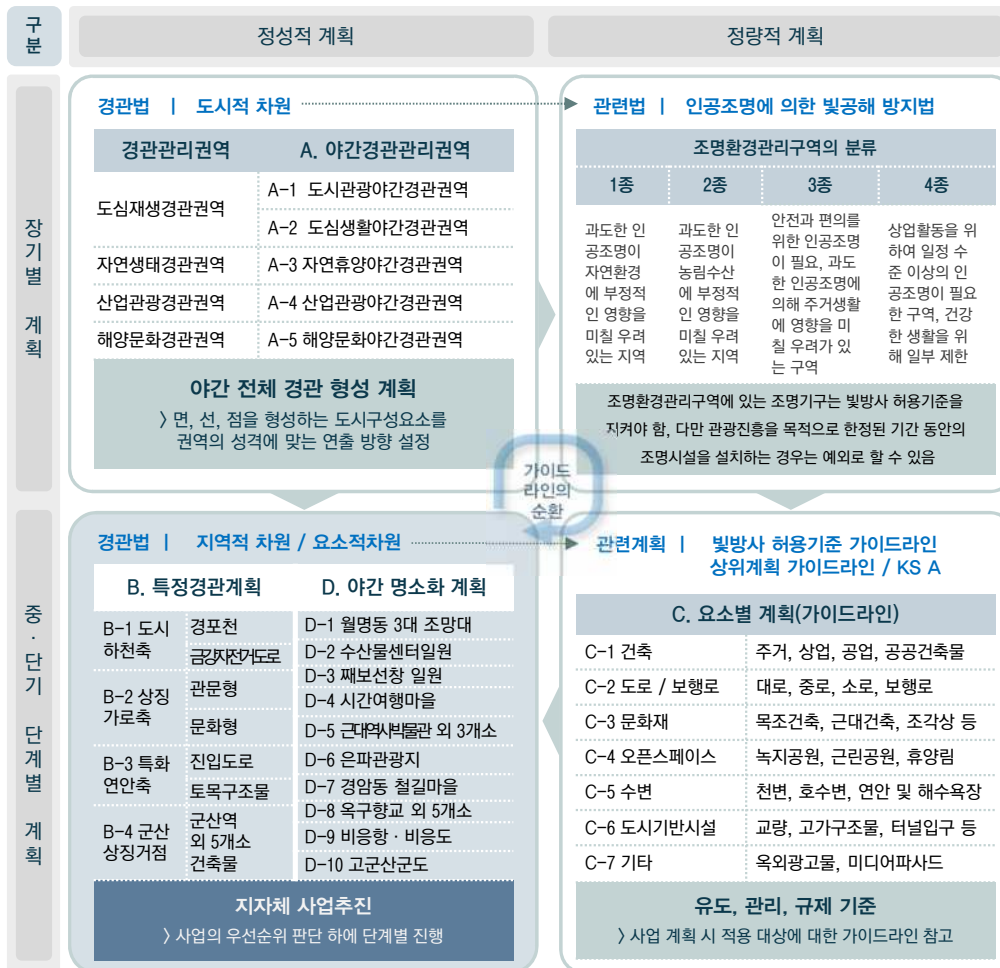 구
분
정성적 계획
정량적 계획
장
기
별
계
획
경관법 | 도시적 차원
경관관리권역
A. 야간경관관리권역
도심재생경관권역
A-1 도시관광야간경관권역
A-2 도심생활야간경관권역
자연생태경관권역
A-3 자연휴양야간경관권역
산업관광경관권역
A-4 산업관광야간경관권역
해양문화경관권역
A-5 해양문화야간경관권역
야간 전체 경관 형성 계획
> 면, 선, 점을 형성하는 도시구성요소를
권역의 성격에 맞는 연출 방향 설정
관련법 | 인공조명에 의한 빛공해 방지법
조명환경관리구역의 분류
1종
2종
3종
4종
과도한 인
공조명이
자연환경
에 부정적
인 영향을
미칠 우려
있는 지역
과도한 인
공조명이
농림수산
에 부정적
인 영향을
미칠 우려
있는 지역
안전과 편의를
위한 인공조명
이 필요, 과도
한 인공조명에
의해 주거생활
에 영향을 미
칠 우려가 있
는 구역
상업활동을 위
하여 일정 수
준 이상의 인
공조명이 필요
한 구역, 건강
한 생활을 위
해 일부 제한
조명환경관리구역에 있는 조명기구는 빛방사 허용기준을
지켜야 함, 다만 관광진흥을 목적으로 한정된 기간 동안의
조명시설을 설치하는 경우는 예외로 할 수 있음
가이드
라인의
순환
중
·
단
기
단
계
별
계
획
경관법 | 지역적 차원 / 요소적차원
B. 특정경관계획
B-1 도시
하천축
경포천
금강자전거도로
B-2 상징
가로축
관문형
문화형
B-3 특화
연안축
진입도로
토목구조물
B-4 군산
상징거점
군산역
외 5개소
건축물
D. 야간 명소화 계획
D-1 월명동 3대 조망대
D-2 수산물센터일원
D-3 째보선창 일원
D-4 시간여행마을
D-5 근대역사박물관 외 3개소
D-6 은파관광지
D-7 경암동 철길마을
D-8 옥구향교 외 5개소
D-9 비응항 · 비응도
D-10 고군산군도
지자체 사업추진
> 사업의 우선순위 판단 하에 단계별 진행
관련계획 | 빛방사 허용기준 가이드라인
상위계획 가이드라인 / KS A
C. 요소별 계획(가이드라인)
C-1 건축
주거, 상업, 공업, 공공건축물
C-2 도로 / 보행로
대로, 중로, 소로, 보행로
C-3 문화재
목조건축, 근대건축, 조각상 등
C-4 오픈스페이스
녹지공원, 근린공원, 휴양림
C-5 수변
천변, 호수변, 연안 및 해수욕장
C-6 도시기반시설
교량, 고가구조물, 터널입구 등
C-7 기타
옥외광고물, 미디어파사드
유도, 관리, 규제 기준
> 사업 계획 시 적용 대상에 대한 가이드라인 참고